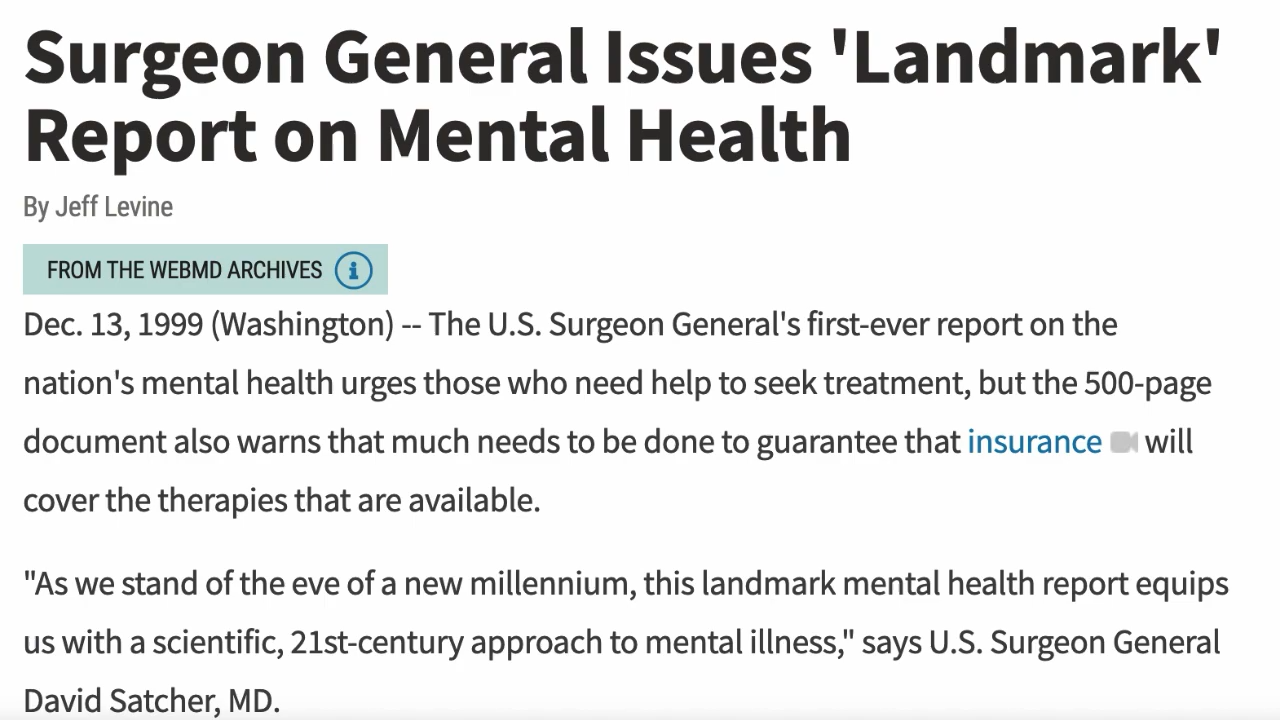 Surgeon General Issues 'Landmark'
Report on Mental Health
By Jeff Levine
FROM THE WEBMD ARCHIVES
Dec. 13, 1999 (Washington) -- The U.S. Surgeon General's first-ever report on the
nation's mental health urges those who need help to seek treatment, but the 500-page
document also warns that much needs to be done to guarantee that insurance will
cover the therapies that are available.
"As we stand of the eve of a new millennium, this landmark mental health report equips
us with a scientific, 21st-century approach to mental illness," says U.S. Surgeon General
David Satcher, MD.